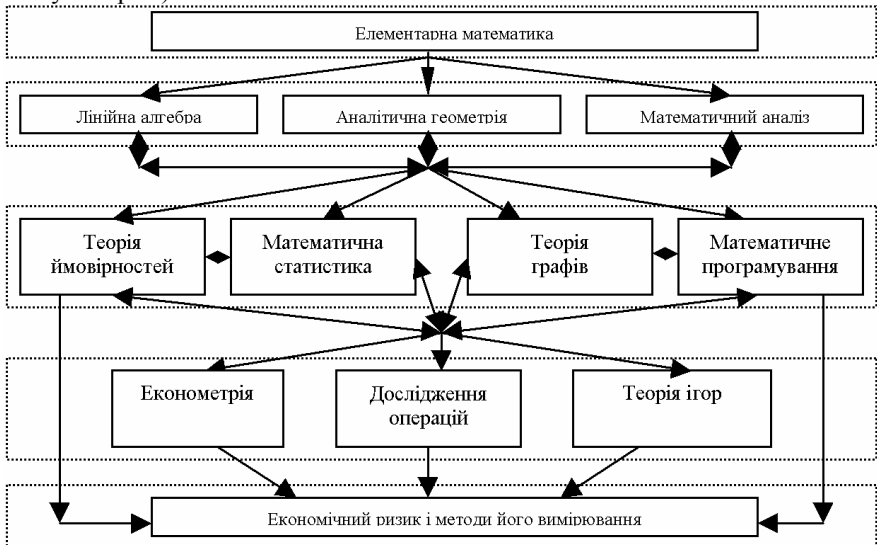 Елементарна математика
Лінійна алгебра
Аналітична геометрія
Математичний аналіз
Теорія
ймовірностей
Математична
статистика
Теорія
графів
Математичне
програмування
Економетрія
Дослідження
операцій
Теорія ігор
Економічний ризик і методи його вимірювання